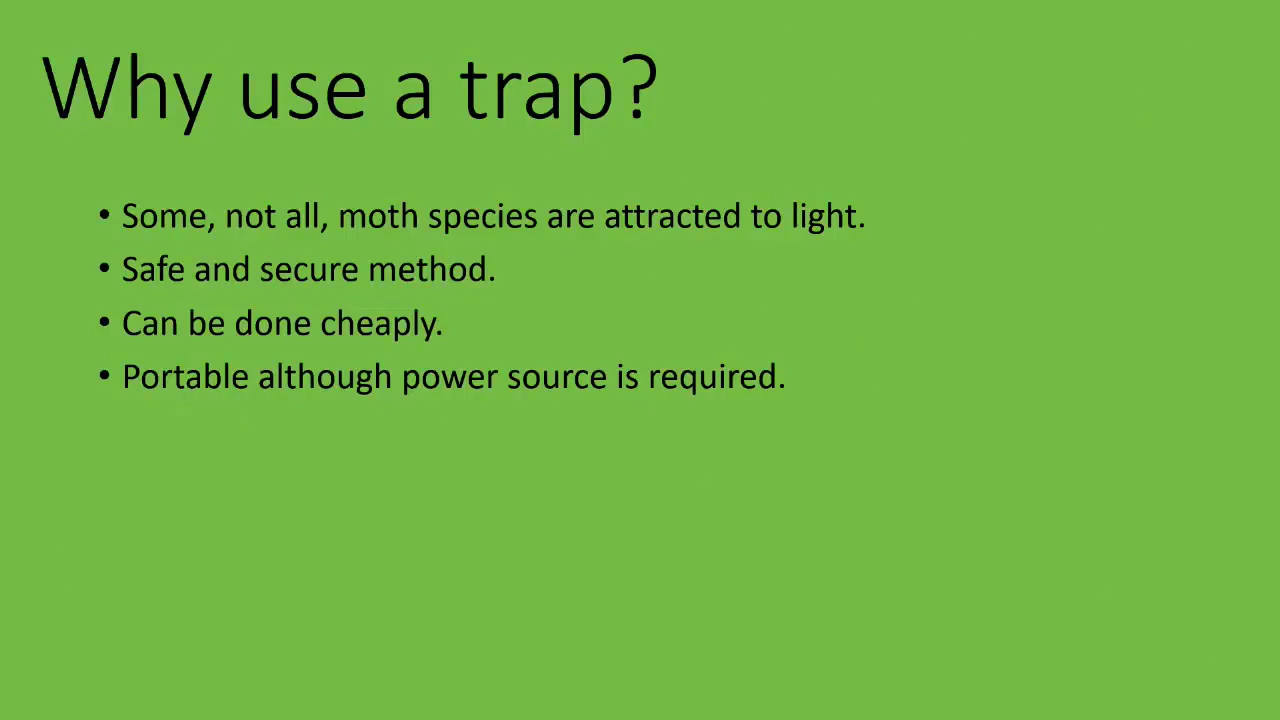 Why use a trap?
• Some, not all, moth species are attracted to light.
• Safe and secure method.
• Can be done cheaply.
• Portable although power source is required.